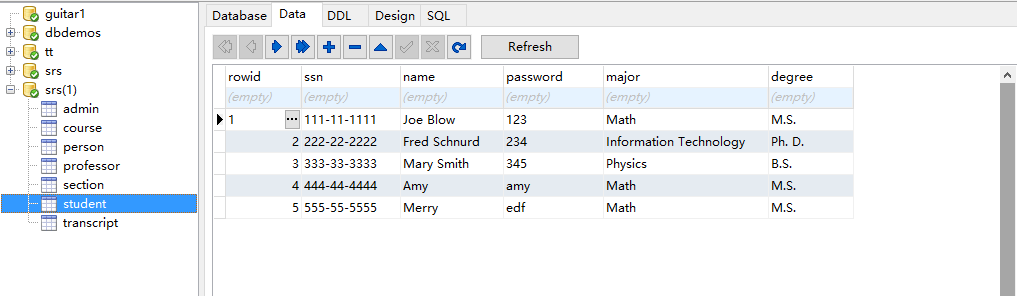 guitar1
dbdemos
tt
srs
srs(1)
admin
course
person
professor
section
student
transcript
Database Data DDL Design SQL
Refresh
rowid ssn name password major degree
(empty) (empty) (empty) (empty) (empty) (empty)
1 ... 111-11-1111 Joe Blow 123 Math M.S.
2 222-22-2222 Fred Schnurd 234 Information Technology Ph. D.
3 333-33-3333 Mary Smith 345 Physics B.S.
4 444-44-4444 Amy amy Math M.S.
5 555-55-5555 Merry edf Math M.S.